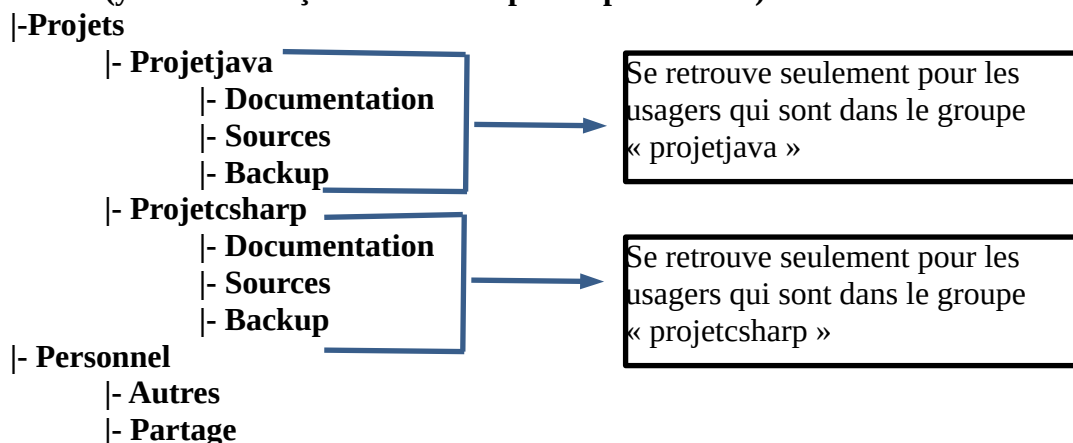 |-Projets
|- Projetjava
|- Documentation
|- Sources
|- Backup
Se retrouve seulement pour les
usagers qui sont dans le groupe
« projetjava »
|- Projetcsharp
|- Documentation
|- Sources
|- Backup
Se retrouve seulement pour les
usagers qui sont dans le groupe
« projetcsharp »
|- Personnel
|- Autres
|- Partage